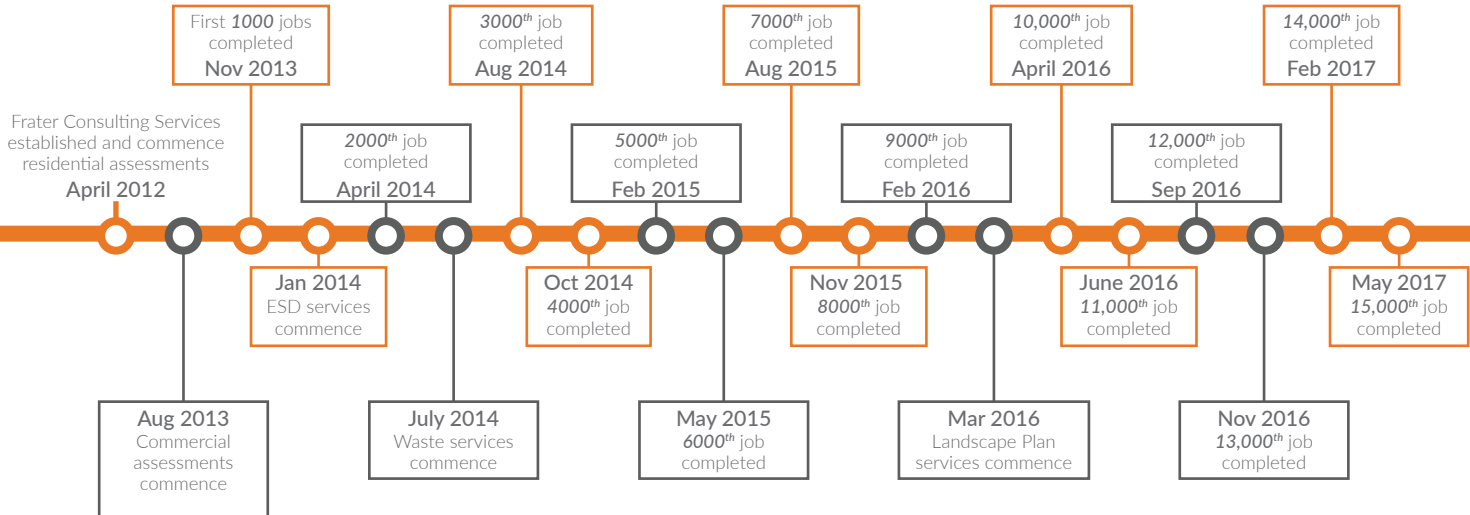 First 1000 jobs
completed
Nov 2013
3000th job
completed
Aug 2014
7000th job
completed
Aug 2015
10,000th job
completed
April 2016
14,000th job
completed
Feb 2017
Frater Consulting Services
established and commence
residential assessments
April 2012
2000th job
completed
April 2014
5000th job
completed
Feb 2015
9000th job
completed
Feb 2016
12,000th job
completed
Sep 2016
Jan 2014
ESD services
commence
Oct 2014
4000th job
completed
Nov 2015
8000th job
completed
June 2016
11,000th job
completed
May 2017
15,000th job
completed
Aug 2013
Commercial
assessments
commence
July 2014
Waste services
commence
May 2015
6000th job
completed
Mar 2016
Landscape Plan
services commence
Nov 2016
13,000th job
completed